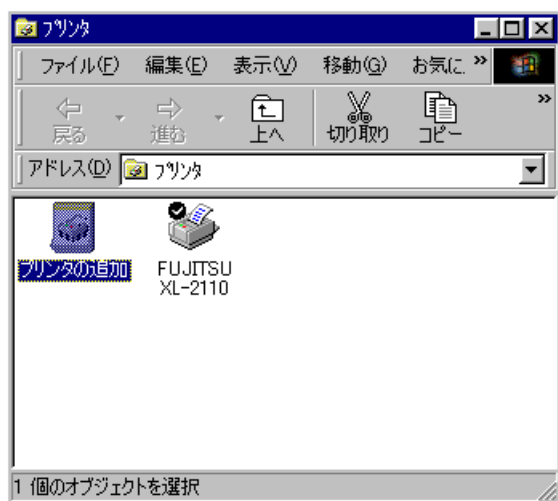 プリンタ
ファイル(F) 編集(E) 表示(V) 移動(G) お気に »
戻る 進む 上へ 切り取り コピー »
アドレス(D) プリンタ
プリンタの追加 FUJITSU
XL-2110
1 個のオブジェクトを選択